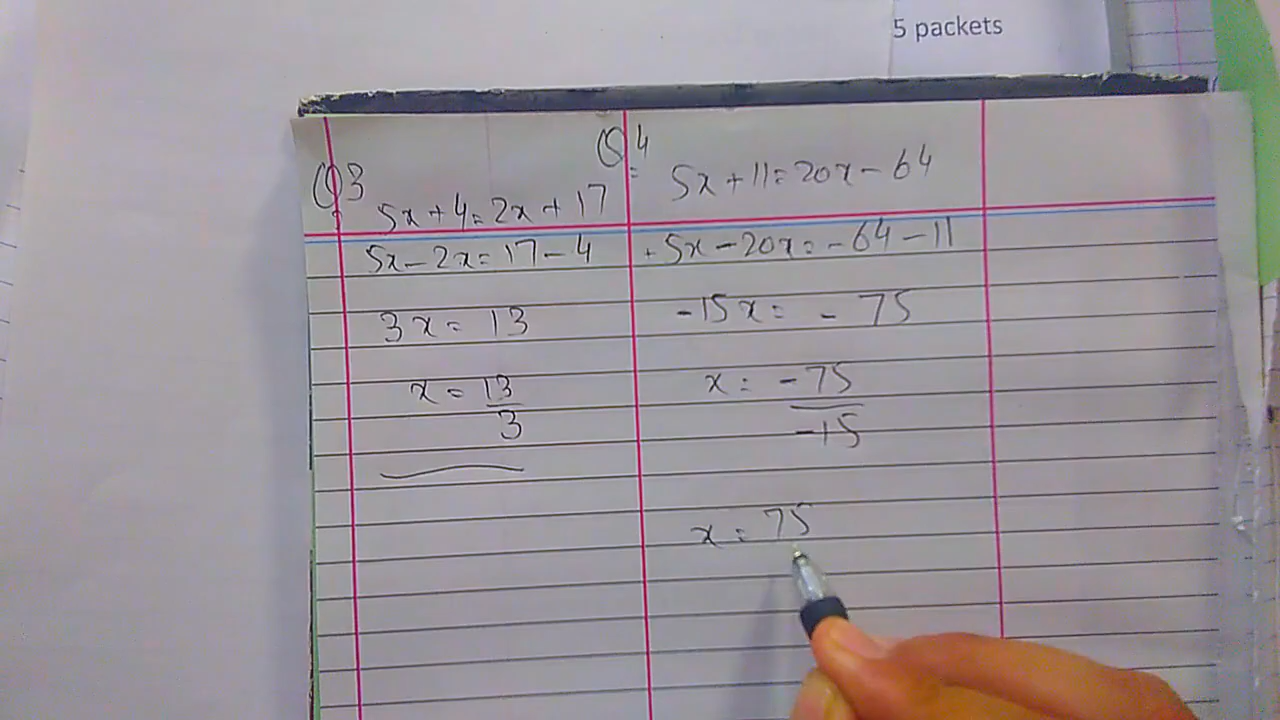 5 packets
Q3
5x + 4 = 2x + 17
5x - 2x = 17 - 4
3x = 13
x = 13
3
Q4
5x + 11 = 20x - 64
+5x - 20x = -64 - 11
-15x = - 75
x = -75
-15
x = 75